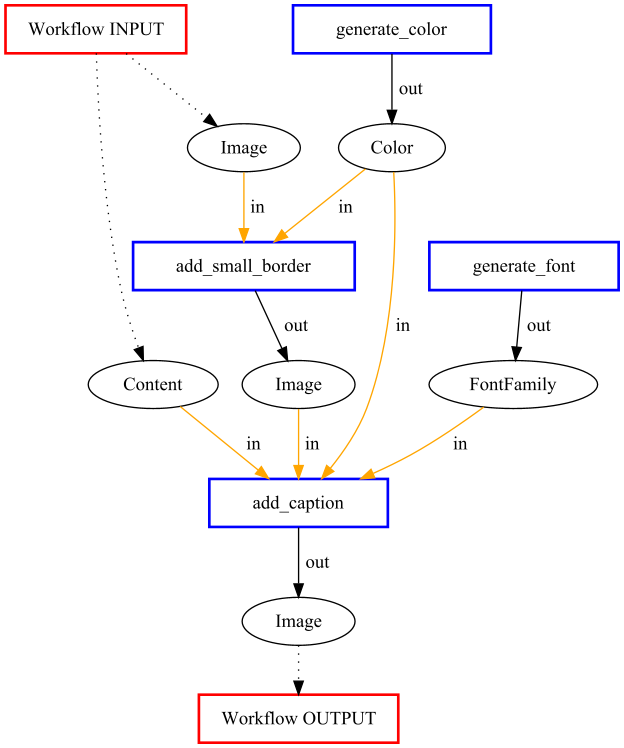 Workflow INPUT
generate_color
out
Image
Color
in
in
add_small_border
generate_font
out
in
out
Content
Image
FontFamily
in
in
in
add_caption
out
Image
Workflow OUTPUT